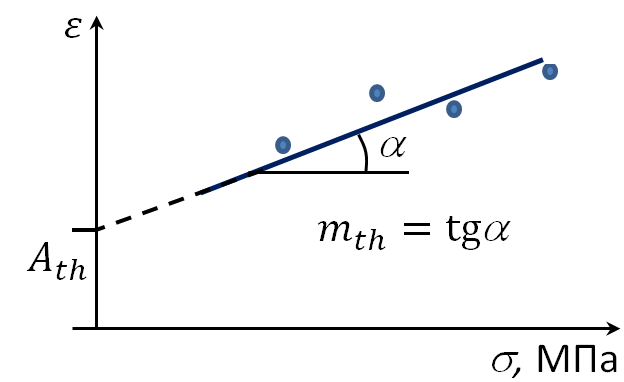 ε
α
m_th = tgα
A_th
σ, МПа